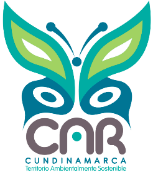 CAR
CUNDINAMARCA
Territorio Ambientalmente Sostenible